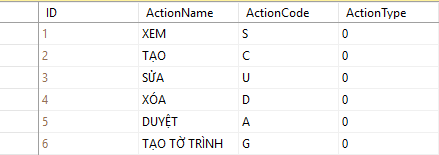 ID ActionName ActionCode ActionType
1 XEM S 0
2 TẠO C 0
3 SỬA U 0
4 XÓA D 0
5 DUYỆT A 0
6 TẠO TỜ TRÌNH G 0